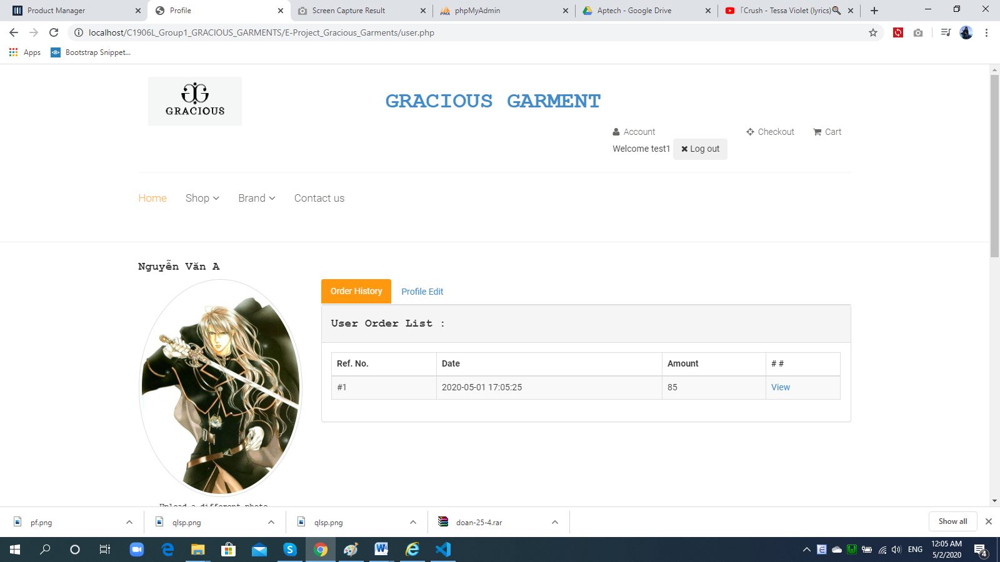 Product Manager
Profile
Screen Capture Result
phpMyAdmin
Aptech - Google Drive
「Crush - Tessa Violet (lyrics)
localhost/C1906L_Group1_GRACIOUS_GARMENTS/E-Project_Gracious_Garments/user.php
Apps
Bootstrap Snippet...
GRACIOUS
GRACIOUS GARMENT
Account
Checkout
Cart
Welcome test1
Log out
Home
Shop
Brand
Contact us
Nguyễn Văn A
Order History
Profile Edit
User Order List :
Ref. No. Date Amount # #
#1 2020-05-01 17:05:25 85 View
Upload a different photo
pf.png
qlsp.png
qlsp.png
doan-25-4.rar
Show all
ENG
12:05 AM
5/2/2020
4